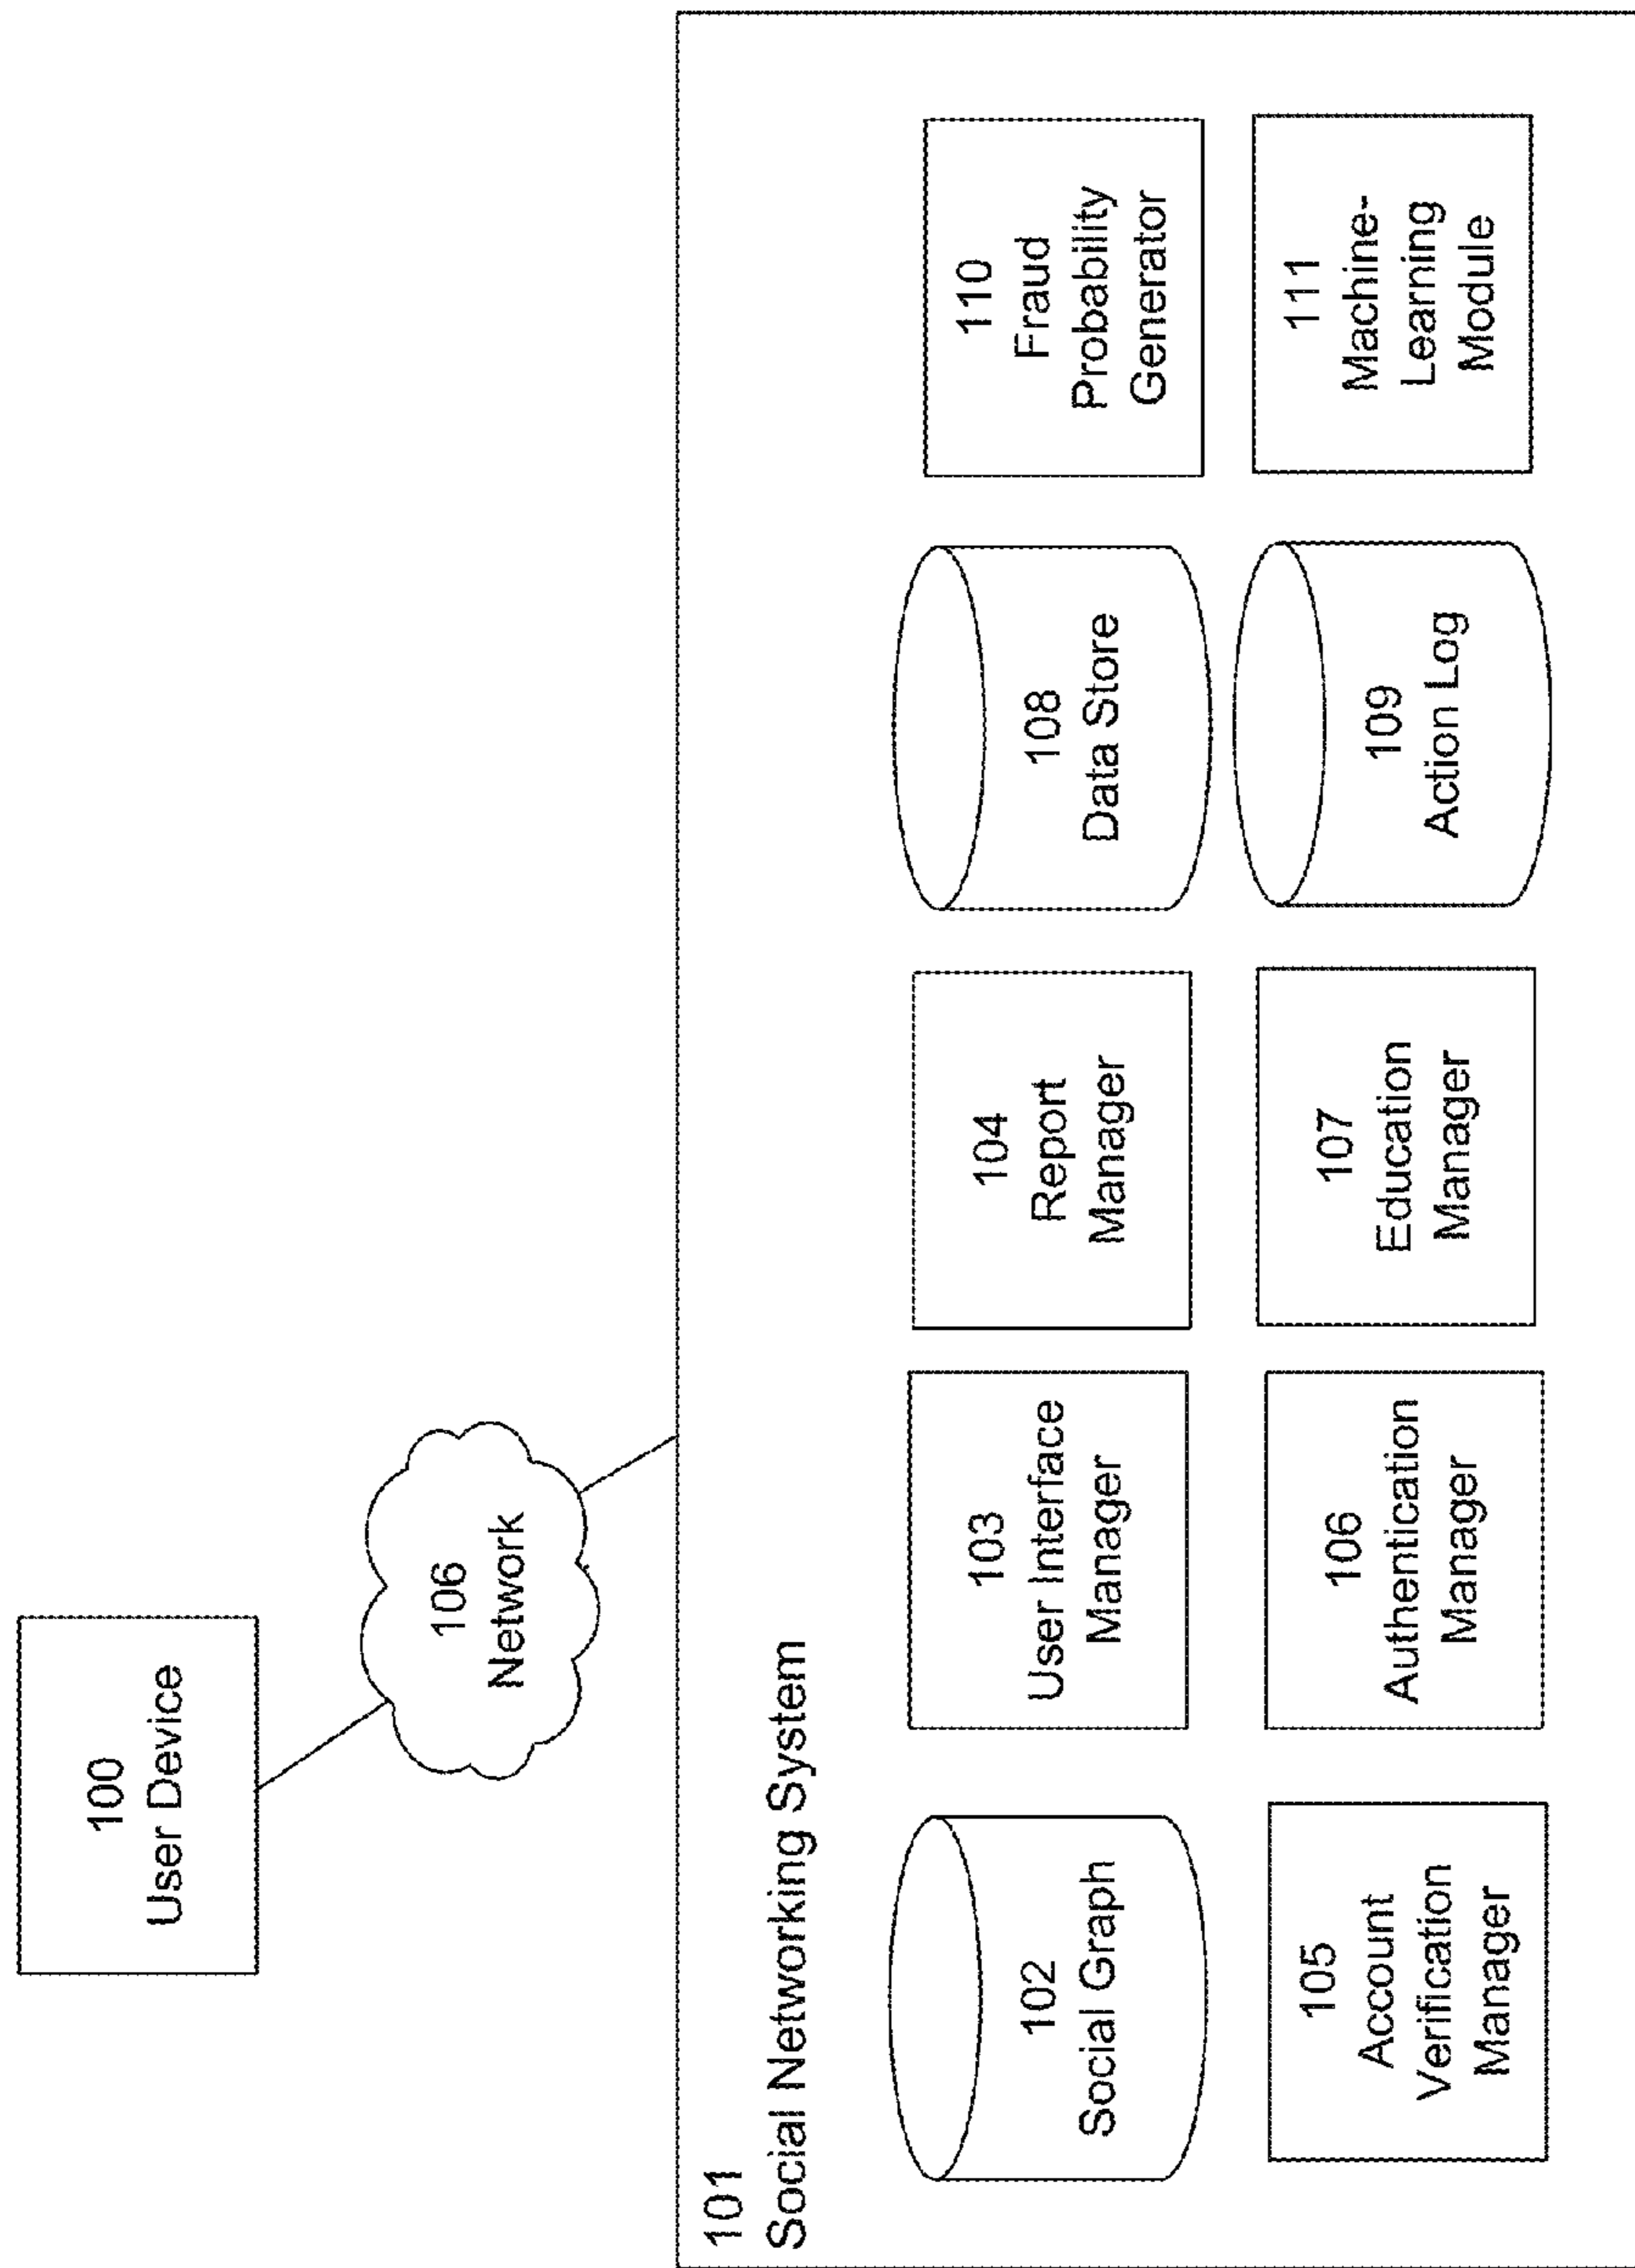 100
User Device
106
Network
101
Social Networking System
102
Social Graph
103
User Interface
Manager
104
Report
Manager
108
Data Store
110
Fraud
Probability
Generator
105
Account
Verification
Manager
106
Authentication
Manager
107
Education
Manager
109
Action Log
111
Machine-
Learning
Module